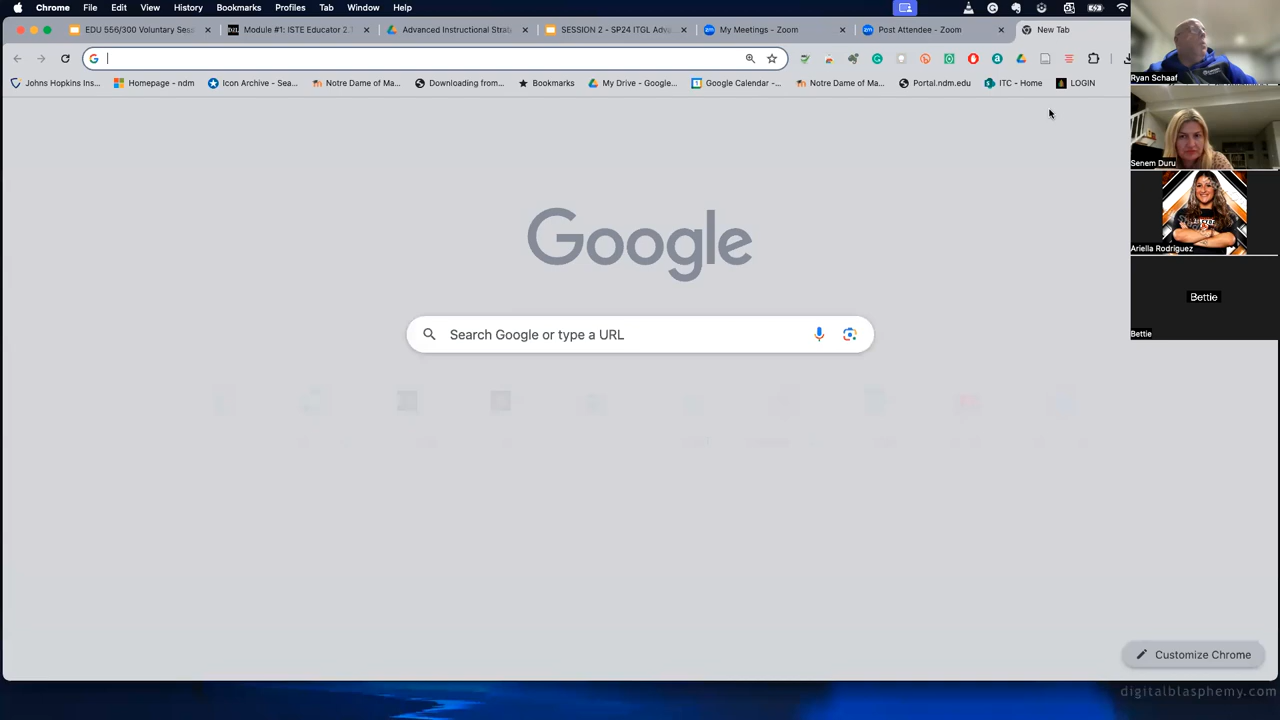 Chrome File Edit View History Bookmarks Profiles Tab Window Help
EDU 556/300 Voluntary Ses
Module #1: ISTE Educator 2.1
Advanced Instructional Strat
SESSION 2 - SP24 ITGL Adva
My Meetings - Zoom
Post Attendee - Zoom
New Tab
Johns Hopkins Ins...
Homepage - ndm
Icon Archive - Sea...
Notre Dame of Ma...
Downloading from...
Bookmarks
My Drive - Google...
Google Calendar -...
Notre Dame of Ma...
Portal.ndm.edu
ITC - Home
LOGIN
Ryan Schaaf
Senem Duru
Ariella Rodriguez
Bettie
Bettie
Google
Search Google or type a URL
Customize Chrome
digitalblasphemy.com